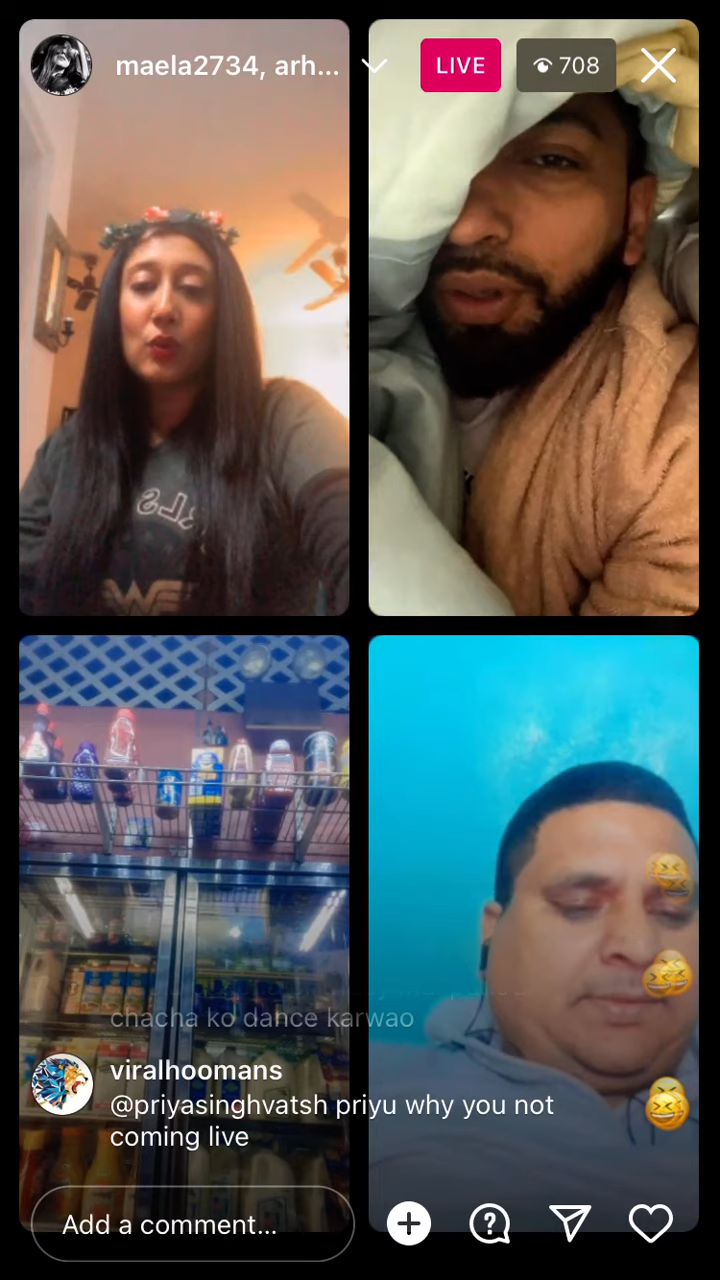 maela2734, arh...
LIVE
708
chacha ko dance karwao
viralhoomans
@priyasinghvatsh priyu why you not
coming live
Add a comment...